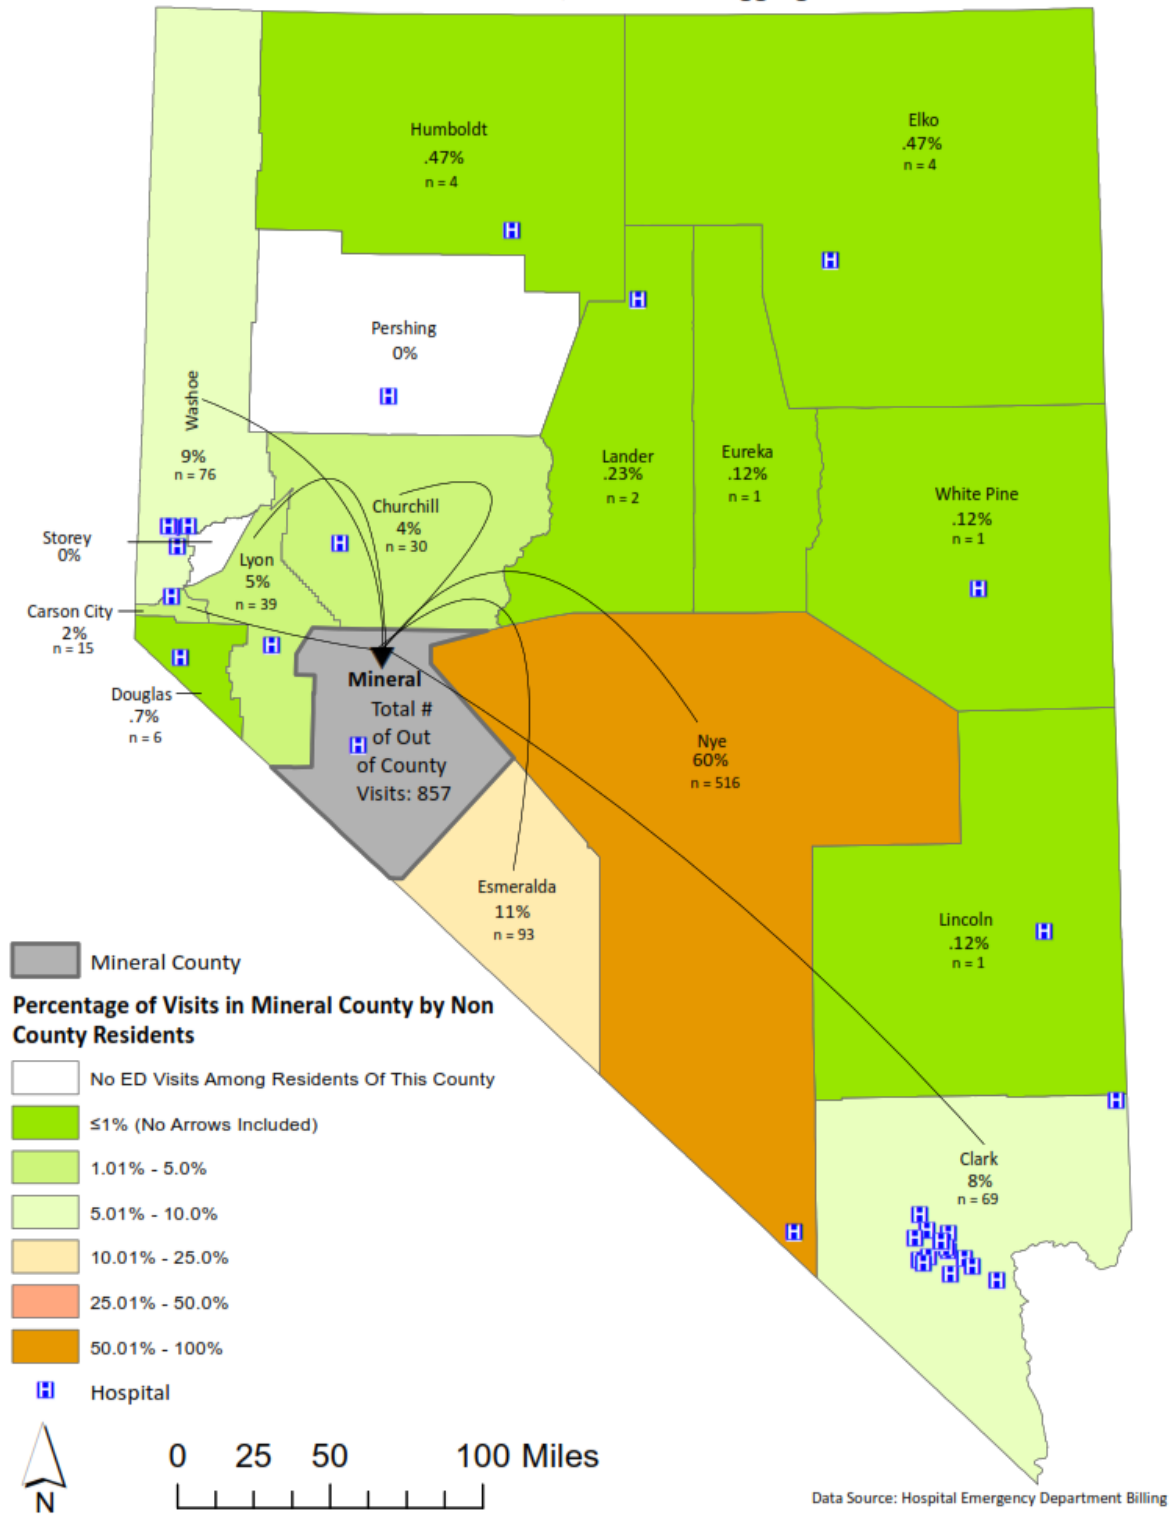 Humboldt
.47%
n = 4
Elko
.47%
n = 4
Pershing
0%
Washoe
9%
n = 76
Lander
.23%
n = 2
Eureka
.12%
n = 1
White Pine
.12%
n = 1
Churchill
4%
n = 30
Storey
0%
Lyon
5%
n = 39
Carson City
2%
n = 15
Douglas
.7%
n = 6
Mineral
Total #
of Out
of County
Visits: 857
Nye
60%
n = 516
Esmeralda
11%
n = 93
Lincoln
.12%
n = 1
Clark
8%
n = 69
Mineral County
Percentage of Visits in Mineral County by Non
County Residents
No ED Visits Among Residents Of This County
≤1% (No Arrows Included)
1.01% - 5.0%
5.01% - 10.0%
10.01% - 25.0%
25.01% - 50.0%
50.01% - 100%
H Hospital
N
0 25 50 100 Miles
Data Source: Hospital Emergency Department Billing